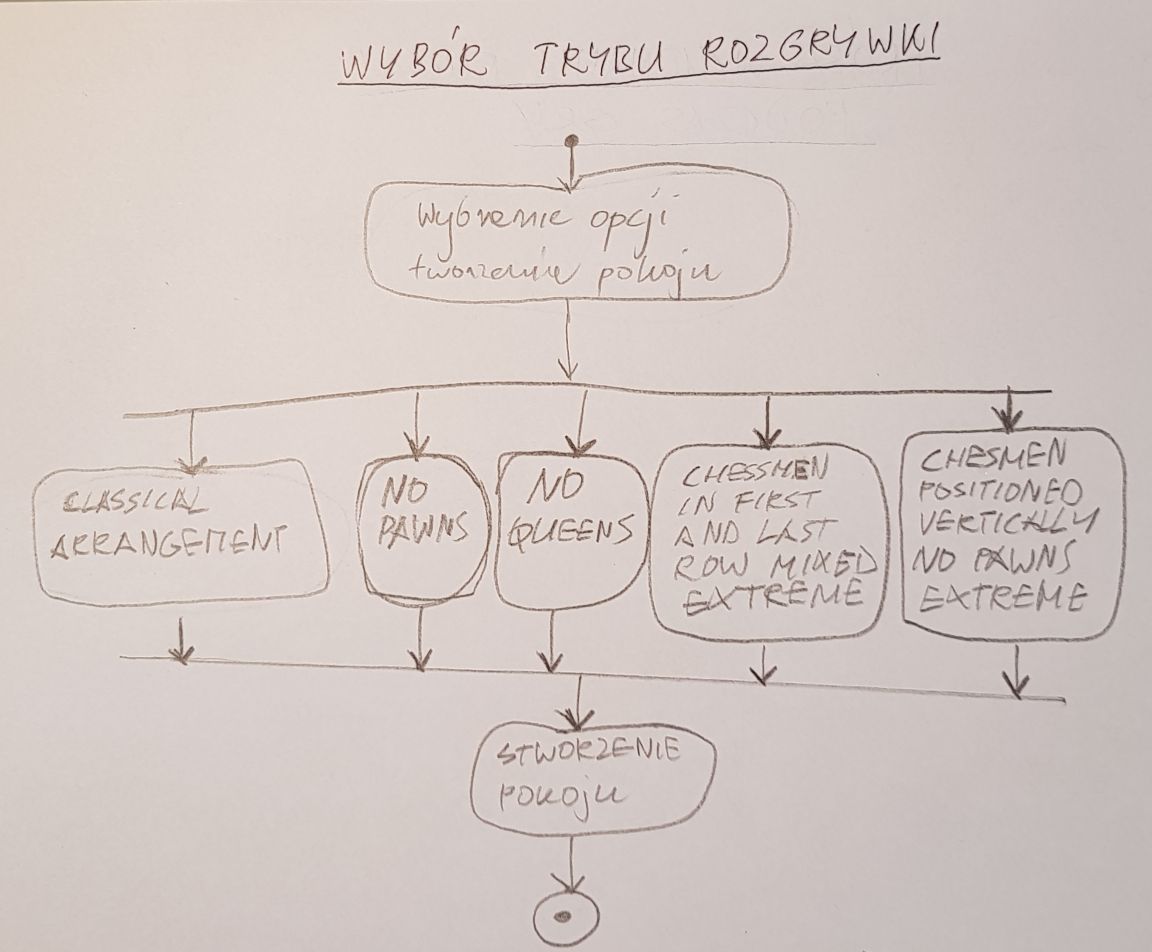 WYBÓR TRYBU ROZGRYWKI
Wybranie opcji
tworzenie pokoju
CLASSICAL
ARRANGEMENT
NO
PAWNS
NO
QUEENS
CHESSMEN
IN FIRST
AND LAST
ROW MIXED
EXTREME
CHESMEN
POSITIONED
VERTICALLY
NO PAWNS
EXTREME
STWORZENIE
POKOJU